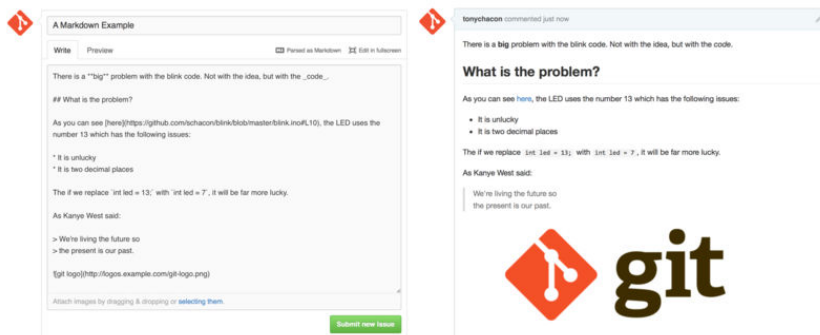 A Markdown Example
Write Preview Parsed as Markdown Edit in fullscreen
There is a **big** problem with the blink code. Not with the idea, but with the _code_.
## What is the problem?
As you can see [here](https://github.com/schacon/blink/blob/master/blink.ino#L10), the LED uses the
number 13 which has the following issues:
* It is unlucky
* It is two decimal places
The if we replace `int led = 13;` with `int led = 7`, it will be far more lucky.
As Kanye West said:
> We're living the future so
> the present is our past.
![git logo](http://logos.example.com/git-logo.png)
Attach images by dragging & dropping or selecting them.
Submit new issue
tonychacon commented just now
There is a big problem with the blink code. Not with the idea, but with the code.
What is the problem?
As you can see here, the LED uses the number 13 which has the following issues:
• It is unlucky
• It is two decimal places
The if we replace int led = 13; with int led = 7, it will be far more lucky.
As Kanye West said:
We're living the future so
the present is our past.
git